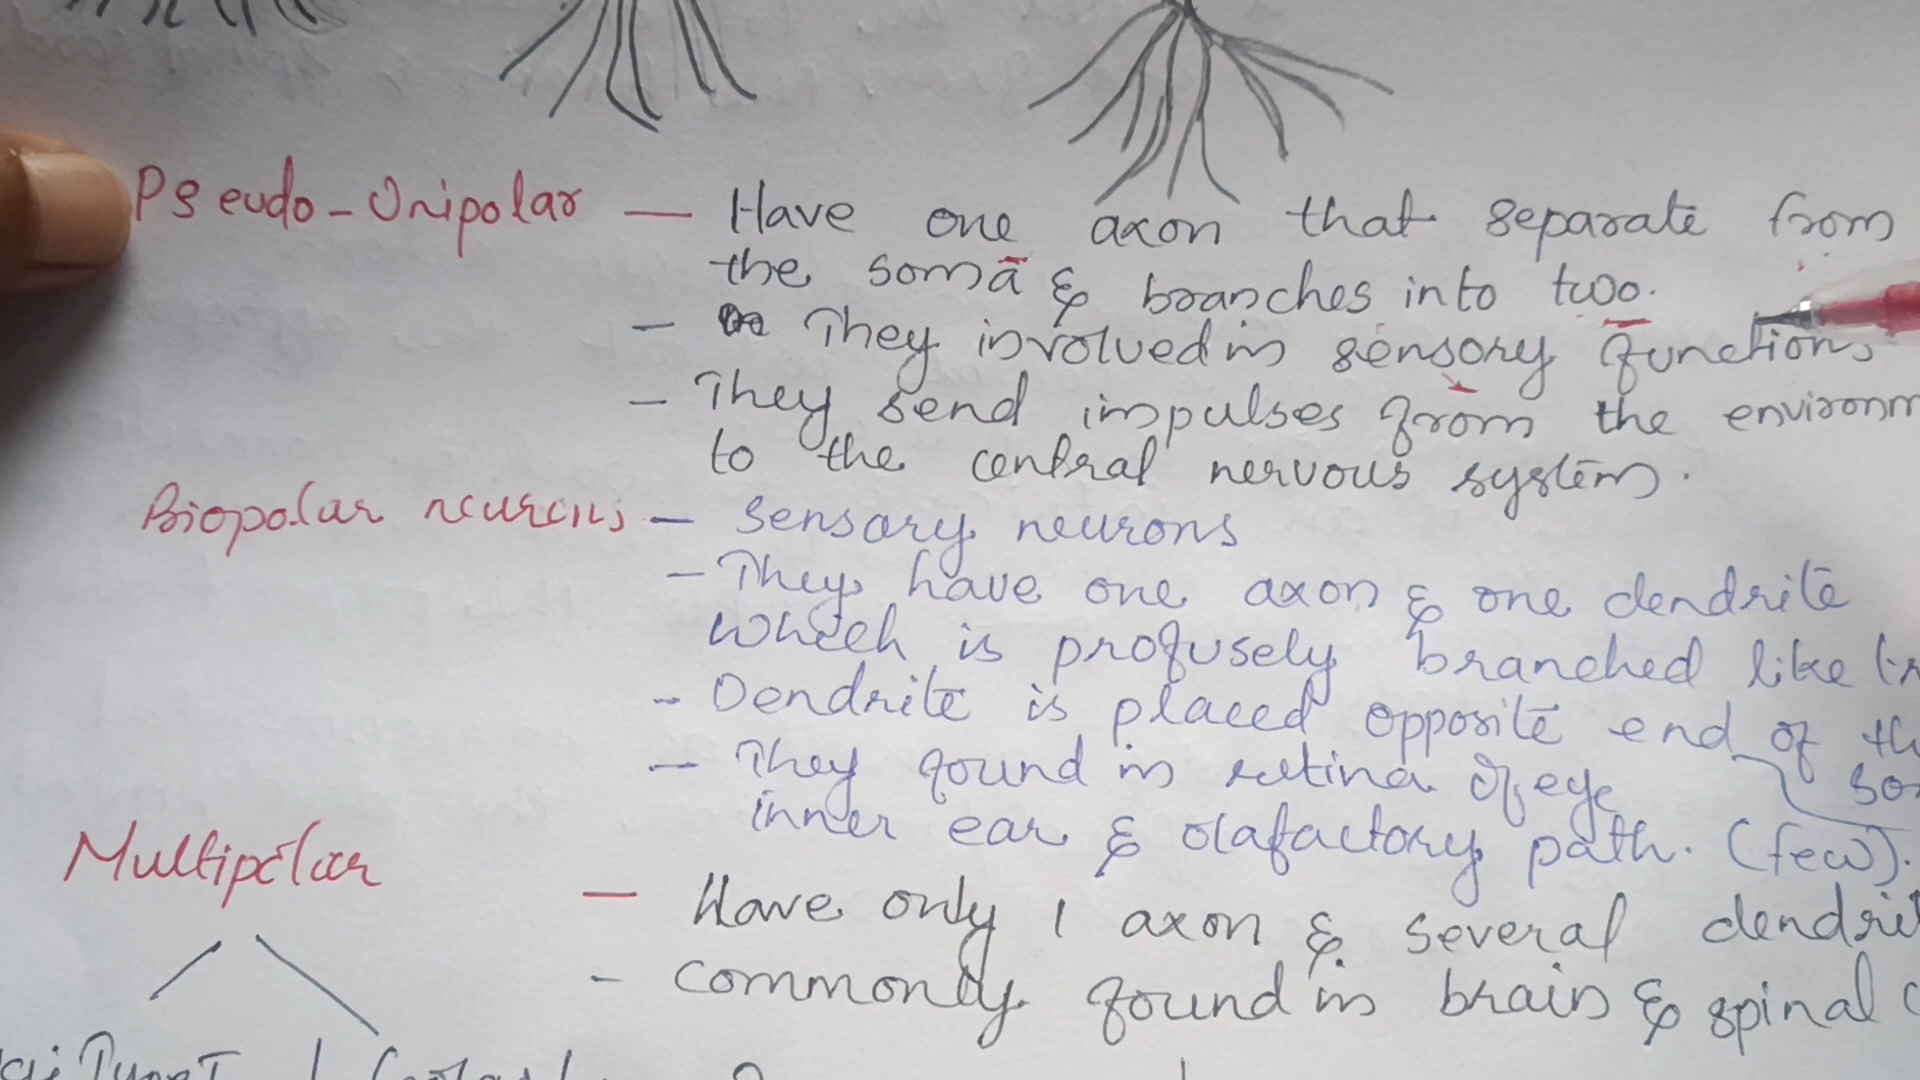 Pseudo-Unipolar — Have one axon that separate from
the soma & branches into two.
— They involved in sensory functions
— They send impulses from the
to the central nervous system.
Biopolar neurons — Sensory neurons
— They have one axon & one dendrite
which is profusely branched like
- Dendrite is placed opposite end of
— They found in retina of eye
inner ear & olafactory path. (few).
Multipolar
— Have only 1 axon & several
- commonly found in brain & spinal